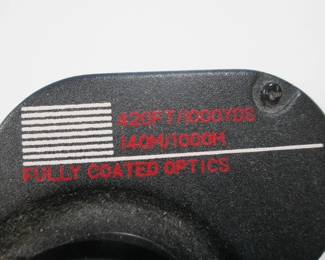 420FT/1000YDS
140M/1000M
FULLY COATED OPTICS